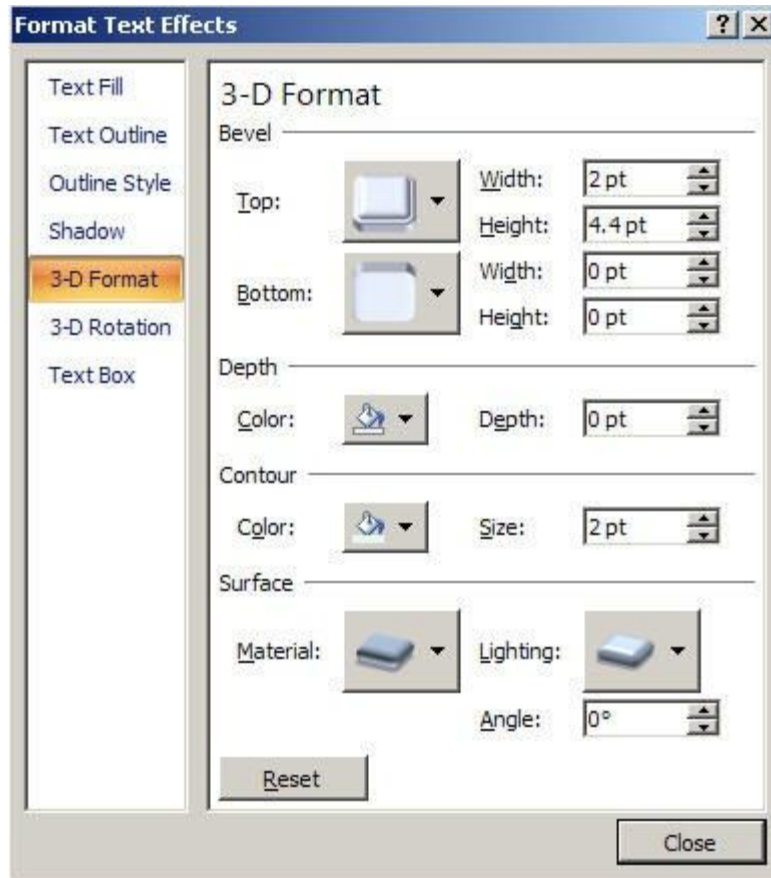 Format Text Effects
Text Fill
Text Outline
Outline Style
Shadow
3-D Format
3-D Rotation
Text Box
3-D Format
Bevel
Top:
Width: 2 pt
Height: 4.4 pt
Bottom:
Width: 0 pt
Height: 0 pt
Depth
Color: Depth: 0 pt
Contour
Color: Size: 2 pt
Surface
Material: Lighting:
Angle: 0°
Reset
Close